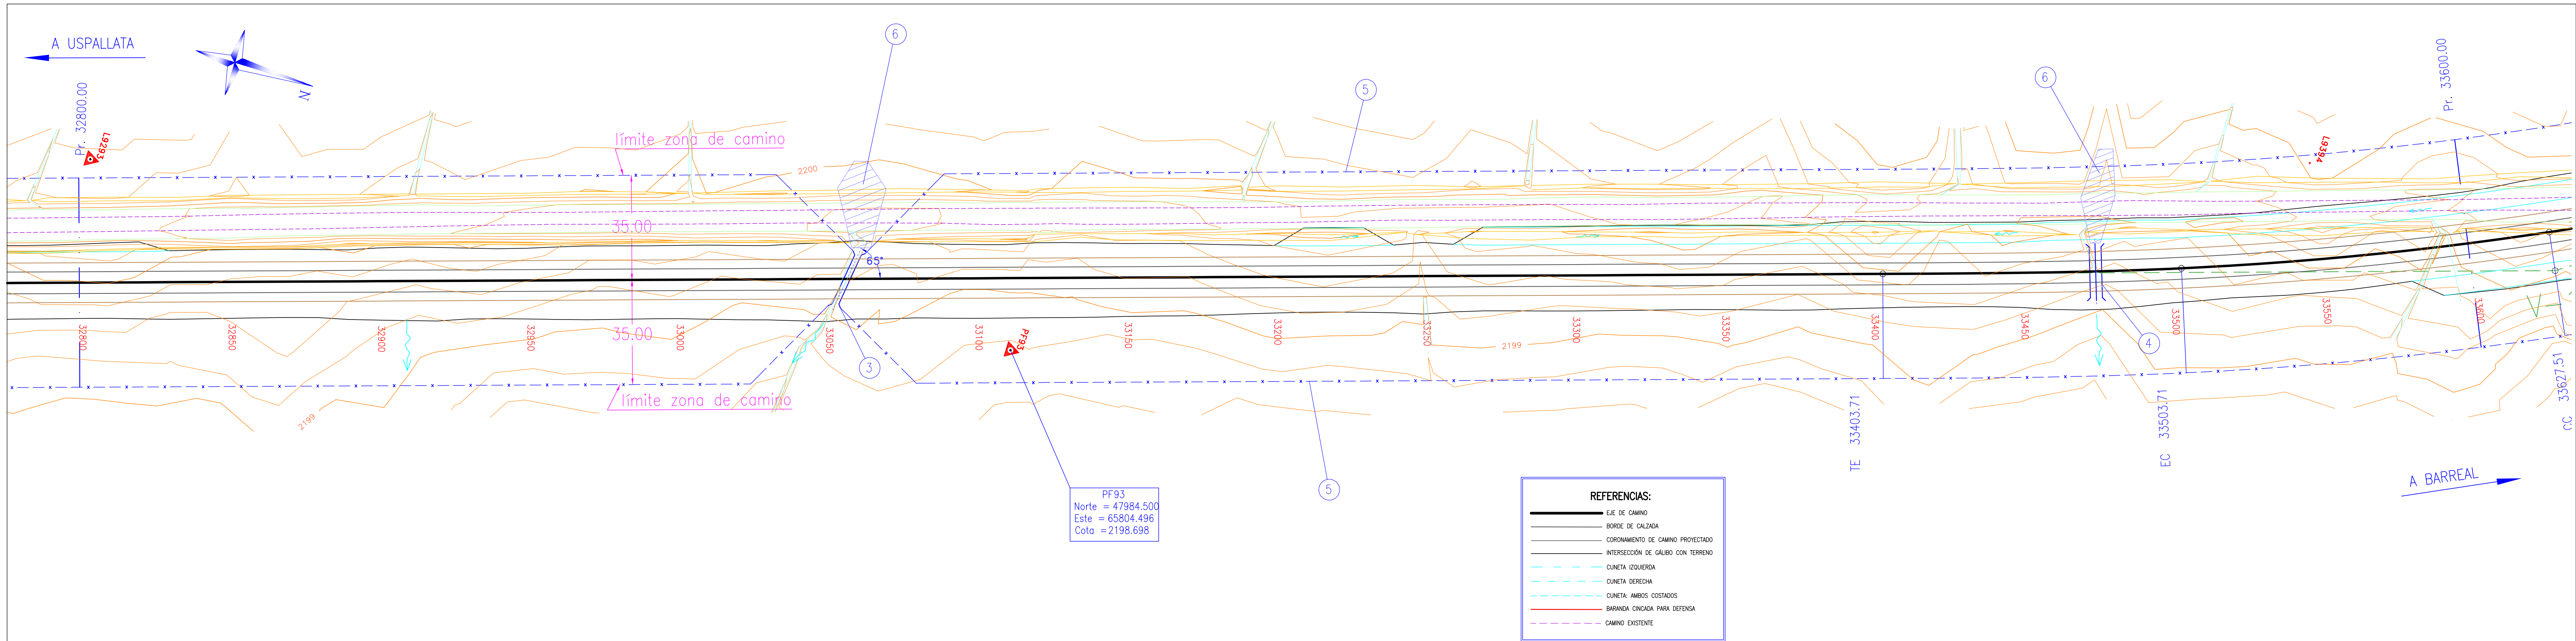 A USPALLATA
N
6
5
6
Pr. 32800.00
L9293
límite zona de camino
2200
L9394
Pr. 33600.00
35.00
65°
35.00
32800
32850
32900
32950
33000
33050
33100
33150
33200
33250
33300
33350
33400
33450
33500
33550
33600
PF93
2199
3
4
límite zona de camino
2199
TE 33403.71
EC 33503.71
CC 33627.51
5
A BARREAL
PF93
Norte = 47984.500
Este = 65804.496
Cota =2198.698
REFERENCIAS:
EJE DE CAMINO
BORDE DE CALZADA
CORONAMIENTO DE CAMINO PROYECTADO
INTERSECCIÓN DE GÁLIBO CON TERRENO
CUNETA IZQUIERDA
CUNETA DERECHA
CUNETA: AMBOS COSTADOS
BARANDA CINCADA PARA DEFENSA
CAMINO EXISTENTE